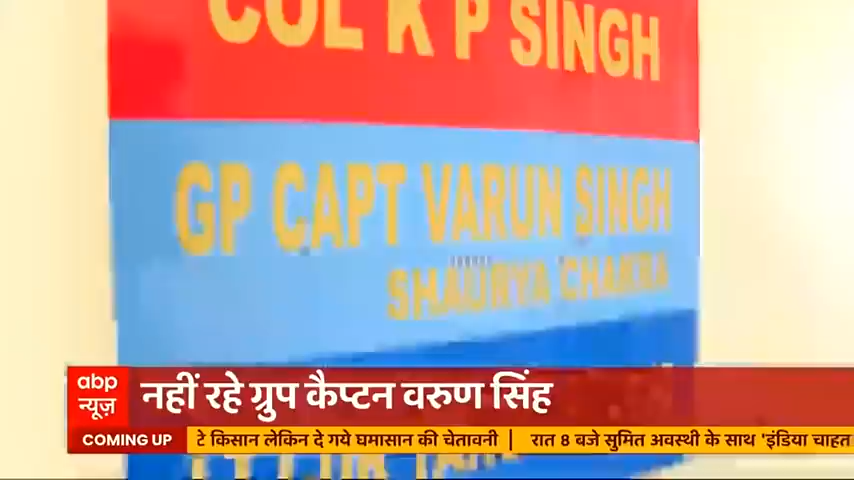 COL K P SINGH
GP CAPT VARUN SINGH
SHAURYA CHAKRA
abp
न्यूज़
नहीं रहे ग्रुप कैप्टन वरुण सिंह
COMING UP
टे किसान लेकिन दे गये घमासान की चेतावनी | रात 8 बजे सुमित अवस्थी के साथ 'इंडिया चाहत